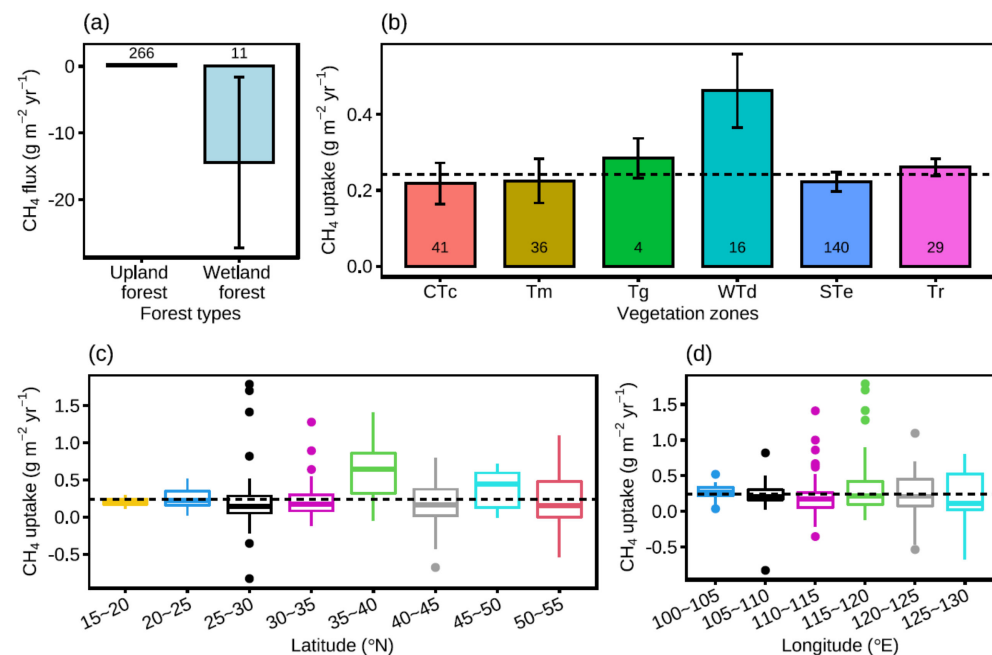 (a)
266
11
0
-10
-20
CH₄ flux (g m⁻² yr⁻¹)
Upland forest
Wetland forest
Forest types
(b)
0.4
0.2
0.0
CH₄ uptake (g m⁻² yr⁻¹)
41
36
4
16
140
29
CTc
Tm
Tg
WTd
STe
Tr
Vegetation zones
(c)
1.5
1.0
0.5
0.0
-0.5
CH₄ uptake (g m⁻² yr⁻¹)
15~20
20~25
25~30
30~35
35~40
40~45
45~50
50~55
Latitude (°N)
(d)
1.5
1.0
0.5
0.0
-0.5
CH₄ uptake (g m⁻² yr⁻¹)
100~105
105~110
110~115
115~120
120~125
125~130
Longitude (°E)